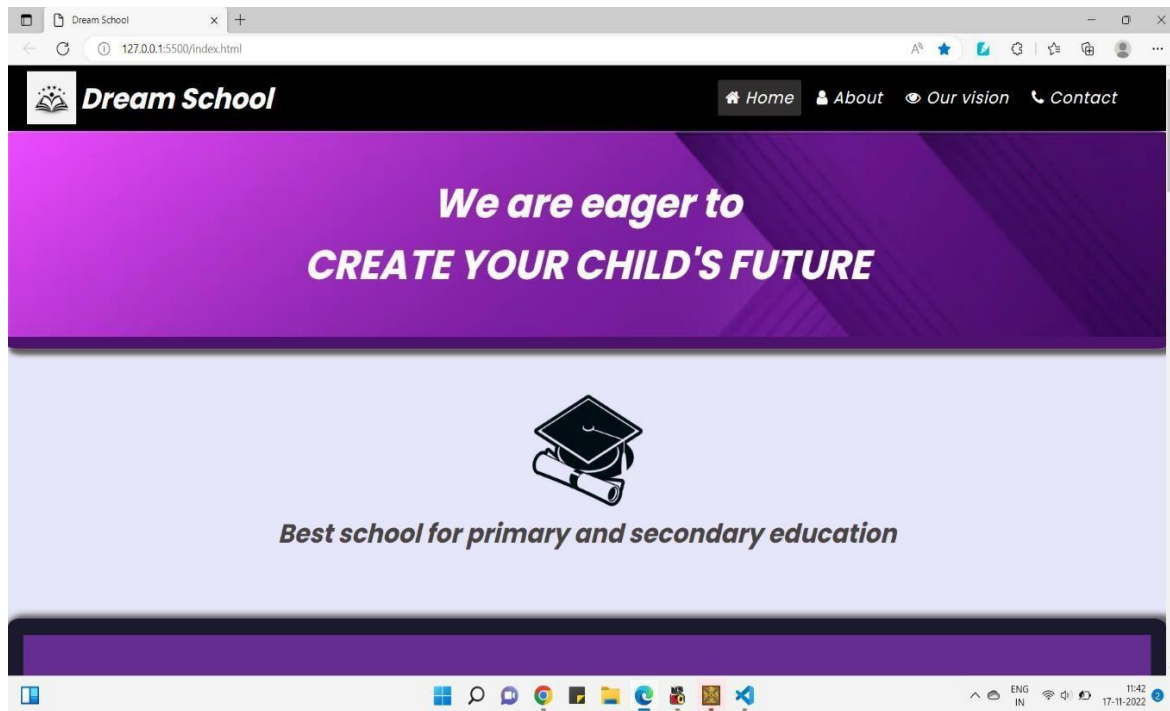 Dream School
127.0.0.1:5500/index.html
Dream School
Home About Our vision Contact
We are eager to
CREATE YOUR CHILD'S FUTURE
Best school for primary and secondary education
ENG
IN
11:42
17-11-2022
2